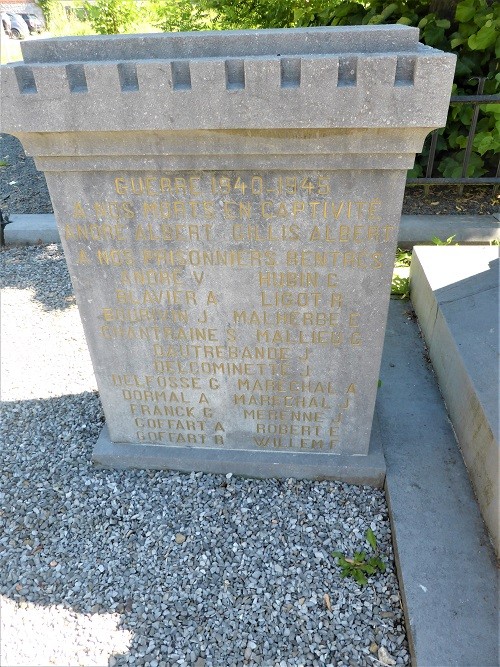 GUERRE 1940-1945
A NOS MORTS EN CAPTIVITE
ANDRE ALBERT GILLIS ALBERT
A NOS PRISONNIERS RENTRES
ANDRE V HUBIN C
BLAVIER A LIGOT R
J MALHERBE E
CHANTRAINE S MALLIEU G
DAUTREBANDE J
DELCOMINETTE J
DELFOSSE G MARECHAL A
DORMAL A MARECHAL J
FRANCK G MERENNE J
GOFFART A ROBERT E
GOFFART R WILLEM F